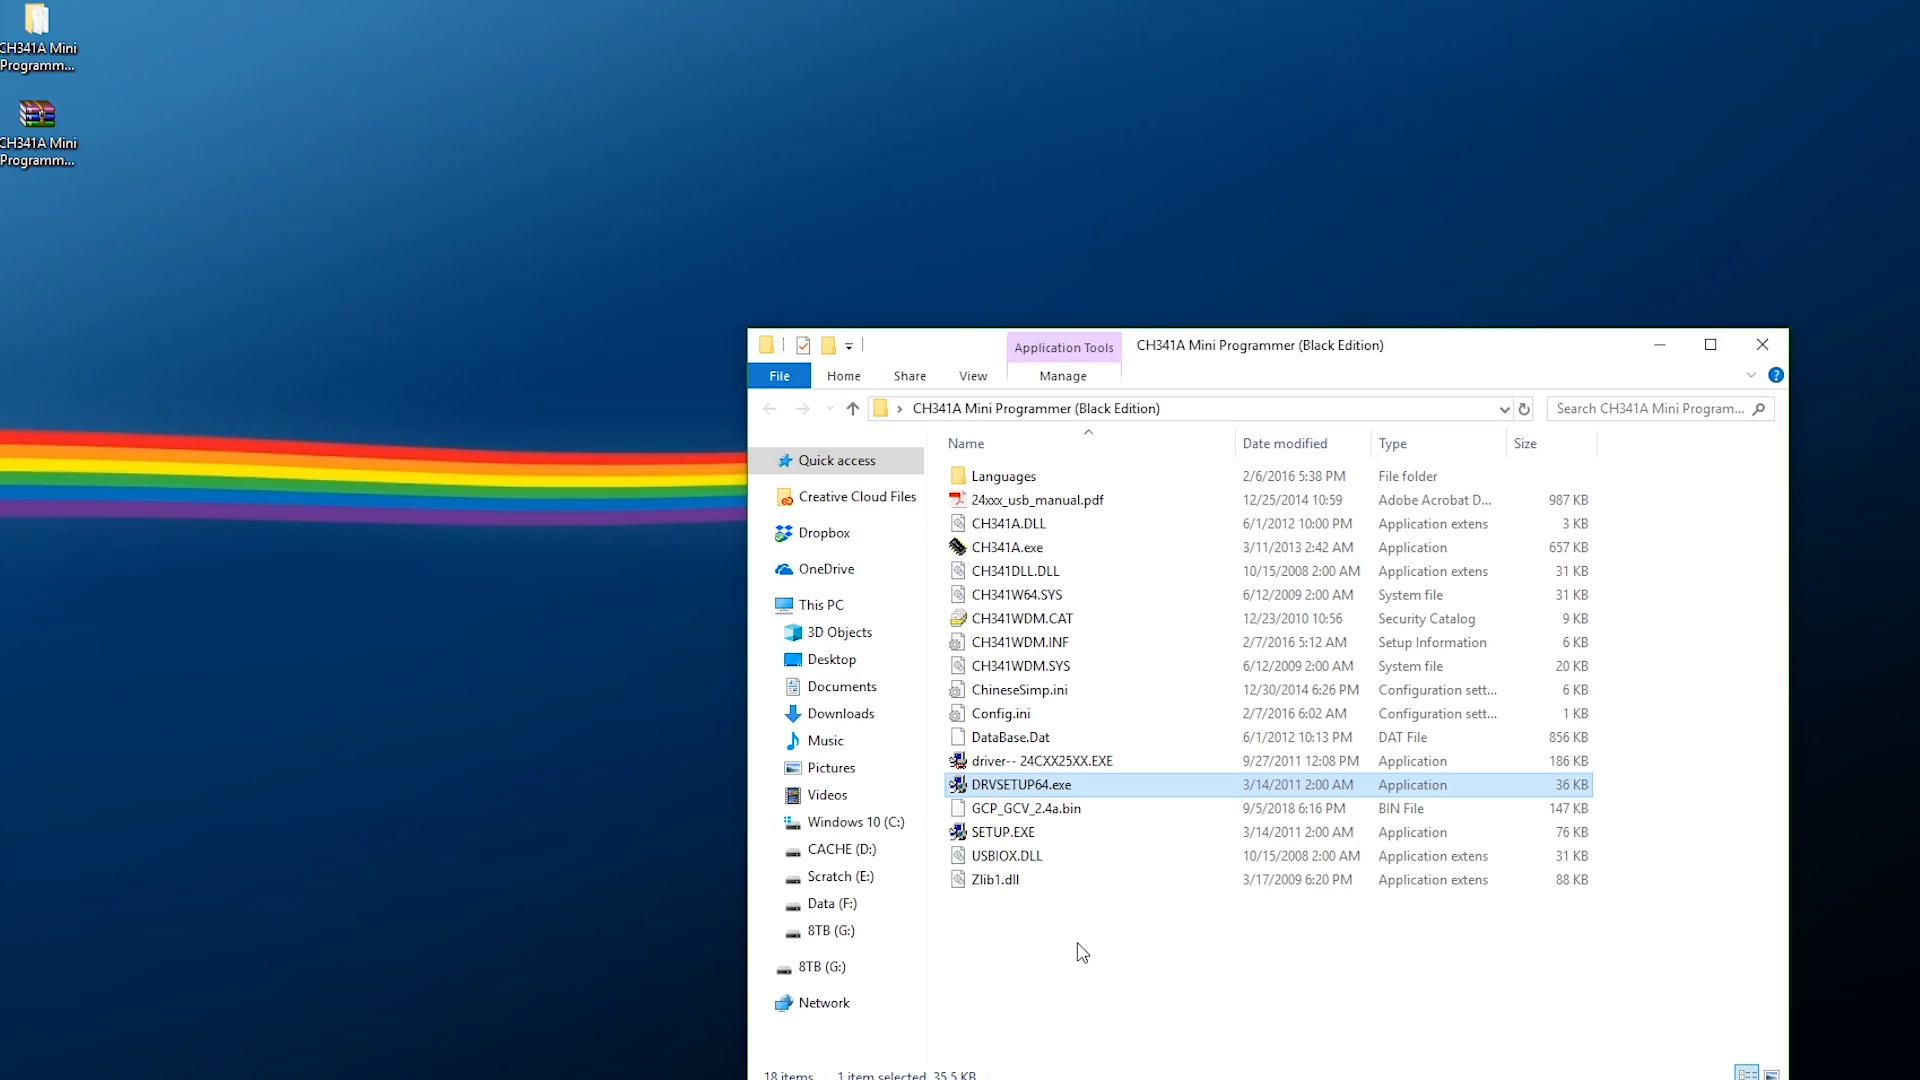 CH341A Mini
Programm...
CH341A Mini
Programm...
Application Tools
CH341A Mini Programmer (Black Edition)
File
Home
Share
View
Manage
CH341A Mini Programmer (Black Edition)
Search CH341A Mini Program...
Name
Date modified
Type
Size
Quick access
Creative Cloud Files
Dropbox
OneDrive
This PC
3D Objects
Desktop
Documents
Downloads
Music
Pictures
Videos
Windows 10 (C:)
CACHE (D:)
Scratch (E:)
Data (F:)
8TB (G:)
8TB (G:)
Network
Languages 2/6/2016 5:38 PM File folder
24xxx_usb_manual.pdf 12/25/2014 10:59 Adobe Acrobat D... 987 KB
CH341A.DLL 6/1/2012 10:00 PM Application extens 3 KB
CH341A.exe 3/11/2013 2:42 AM Application 657 KB
CH341DLL.DLL 10/15/2008 2:00 AM Application extens 31 KB
CH341W64.SYS 6/12/2009 2:00 AM System file 31 KB
CH341WDM.CAT 12/23/2010 10:56 Security Catalog 9 KB
CH341WDM.INF 2/7/2016 5:12 AM Setup Information 6 KB
CH341WDM.SYS 6/12/2009 2:00 AM System file 20 KB
ChineseSimp.ini 12/30/2014 6:26 PM Configuration sett... 6 KB
Config.ini 2/7/2016 6:02 AM Configuration sett... 1 KB
DataBase.Dat 6/1/2012 10:13 PM DAT File 856 KB
driver-- 24CXX25XX.EXE 9/27/2011 12:08 PM Application 186 KB
DRVSETUP64.exe 3/14/2011 2:00 AM Application 36 KB
GCP_GCV_2.4a.bin 9/5/2018 6:16 PM BIN File 147 KB
SETUP.EXE 3/14/2011 2:00 AM Application 76 KB
USBIOX.DLL 10/15/2008 2:00 AM Application extens 31 KB
Zlib1.dll 3/17/2009 6:20 PM Application extens 88 KB
18 items 1 item selected 35.5 KB